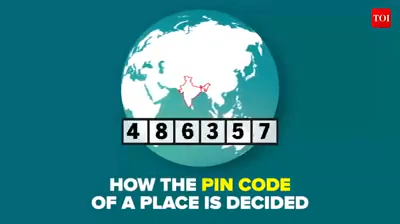 TOI
486357
HOW THE PIN CODE
OF A PLACE IS DECIDED